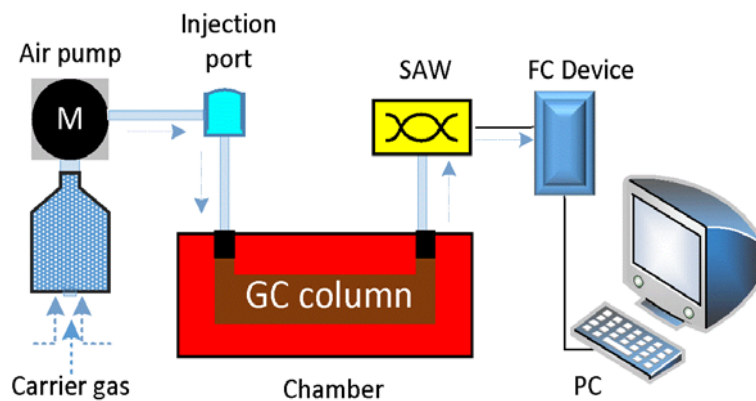 Air pump
Injection
port
SAW
FC Device
M
GC column
Carrier gas
Chamber
PC